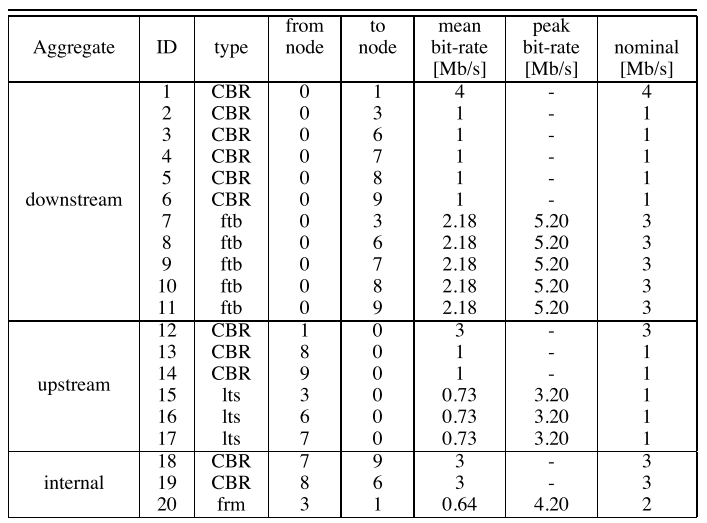 Aggregate ID type from node to node mean bit-rate [Mb/s] peak bit-rate [Mb/s] nominal [Mb/s]
downstream
1 CBR 0 1 4 - 4
2 CBR 0 3 1 - 1
3 CBR 0 6 1 - 1
4 CBR 0 7 1 - 1
5 CBR 0 8 1 - 1
6 CBR 0 9 1 - 1
7 ftb 0 3 2.18 5.20 3
8 ftb 0 6 2.18 5.20 3
9 ftb 0 7 2.18 5.20 3
10 ftb 0 8 2.18 5.20 3
11 ftb 0 9 2.18 5.20 3
upstream
12 CBR 1 0 3 - 3
13 CBR 8 0 1 - 1
14 CBR 9 0 1 - 1
15 lts 3 0 0.73 3.20 1
16 lts 6 0 0.73 3.20 1
17 lts 7 0 0.73 3.20 1
internal
18 CBR 7 9 3 - 3
19 CBR 8 6 3 - 3
20 frm 3 1 0.64 4.20 2